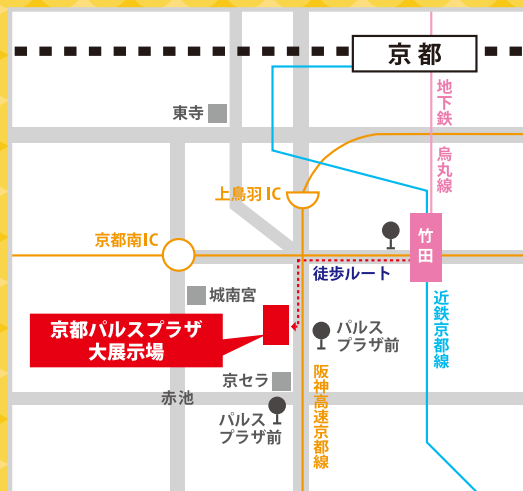 京都
地下鉄
烏丸線
東寺
上鳥羽IC
京都南IC
竹田
徒歩ルート
城南宮
京都パルスプラザ
大展示場
パルス
プラザ前
近鉄京都線
京セラ
赤池
阪神高速京都線
パルス
プラザ前